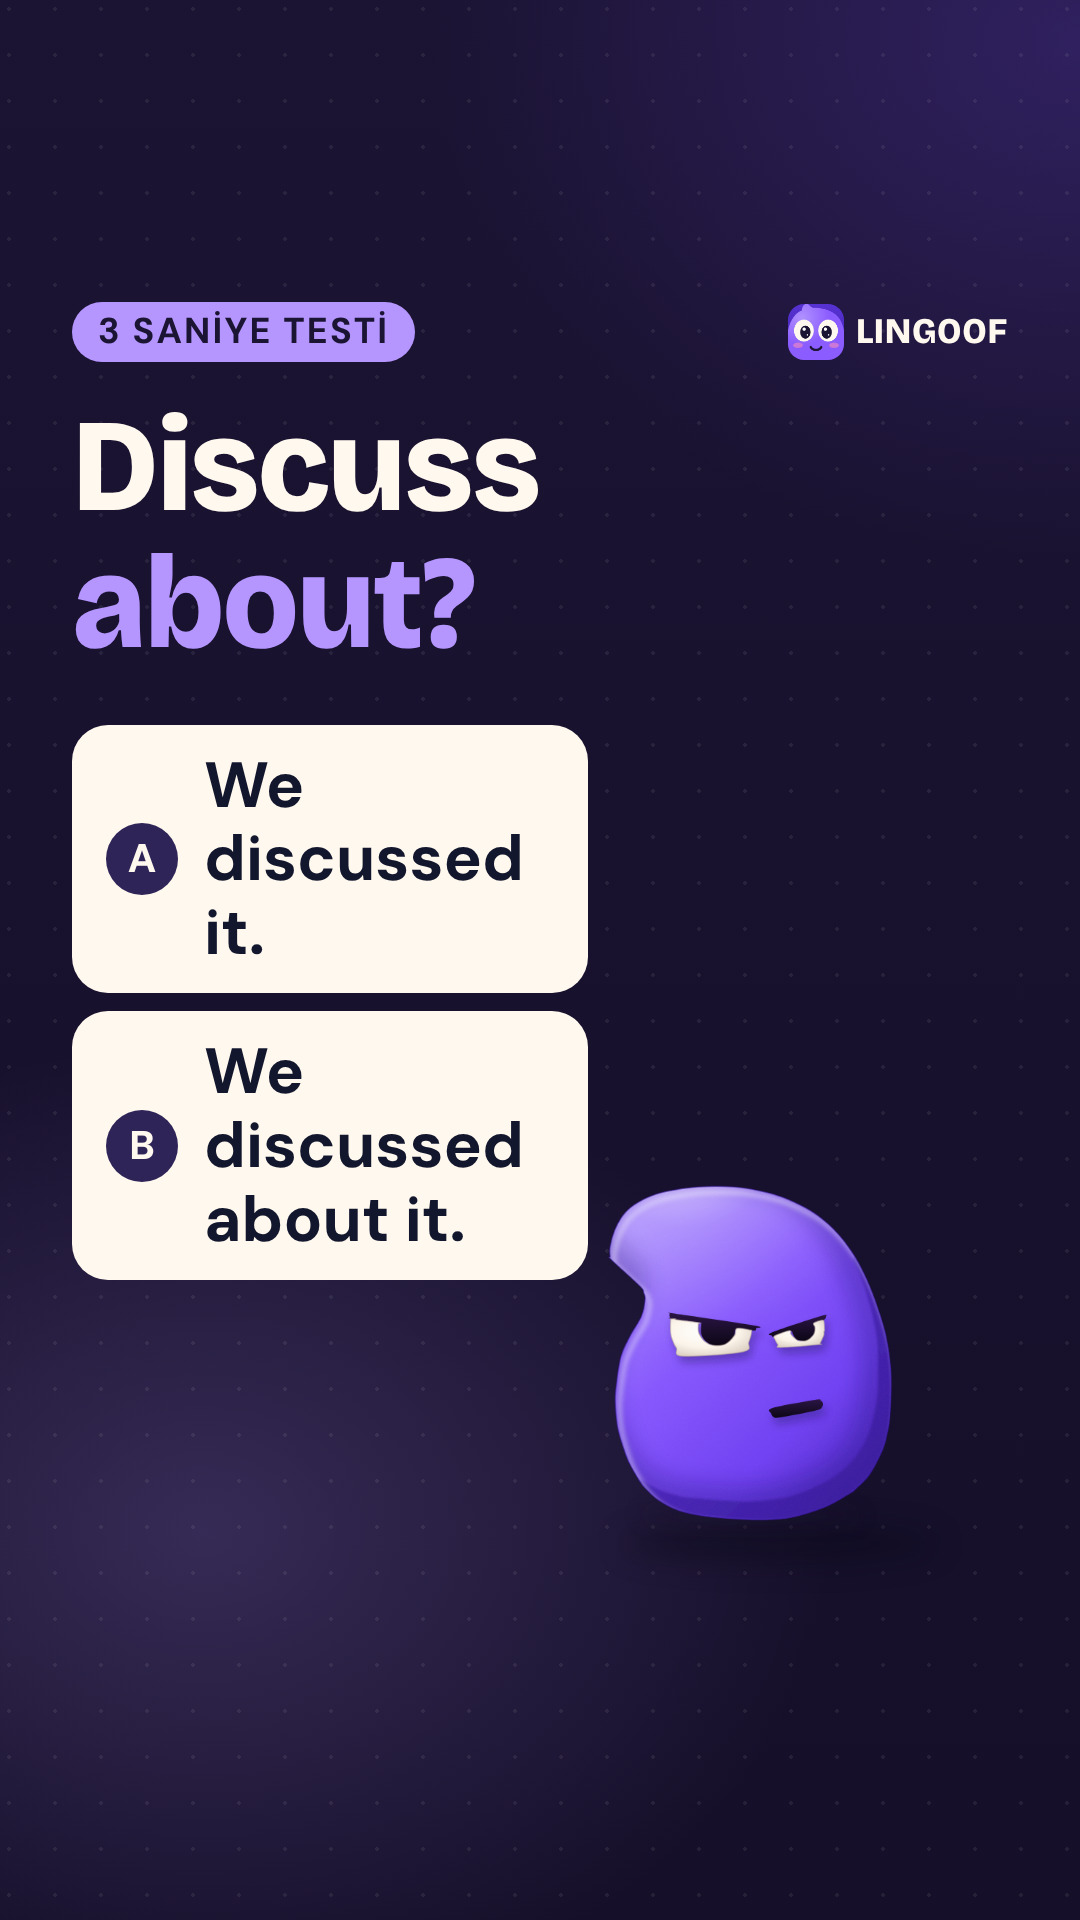 3 SANİYE TESTİ
LINGOOF
Discuss
about?
A
We
discussed
it.
B
We
discussed
about it.